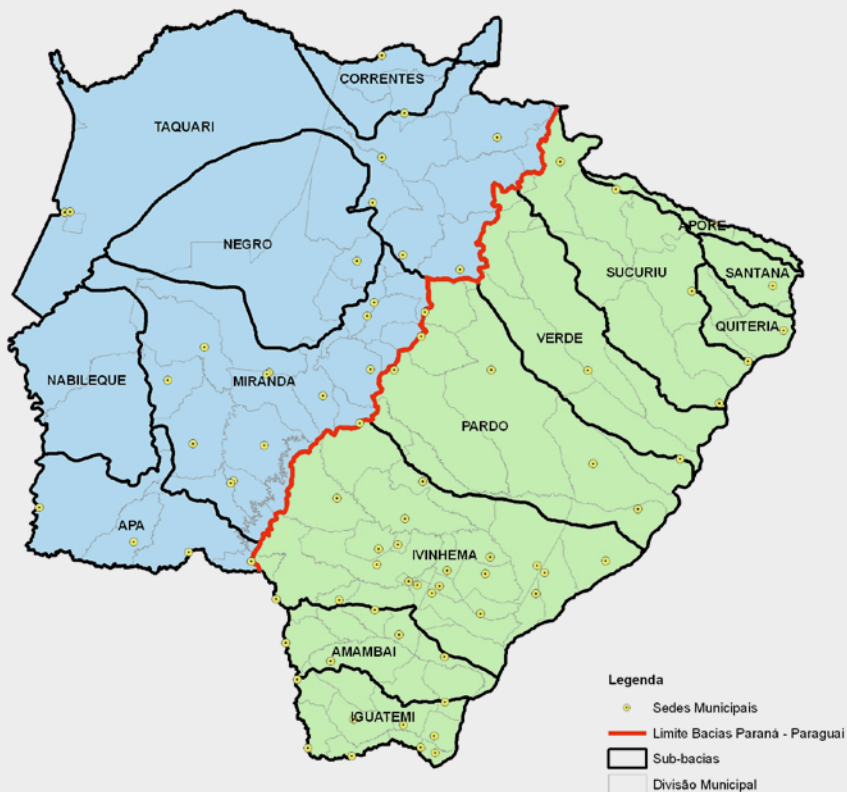 CORRENTES
TAQUARI
NEGRO
APORE
SUCURIU
SANTANA
QUITERIA
VERDE
NABILEQUE
MIRANDA
PARDO
APA
IVINHEMA
AMAMBAI
IGUATEMI
Legenda
Sedes Municipais
Limite Bacias Paraná - Paraguai
Sub-bacias
Divisão Municipal